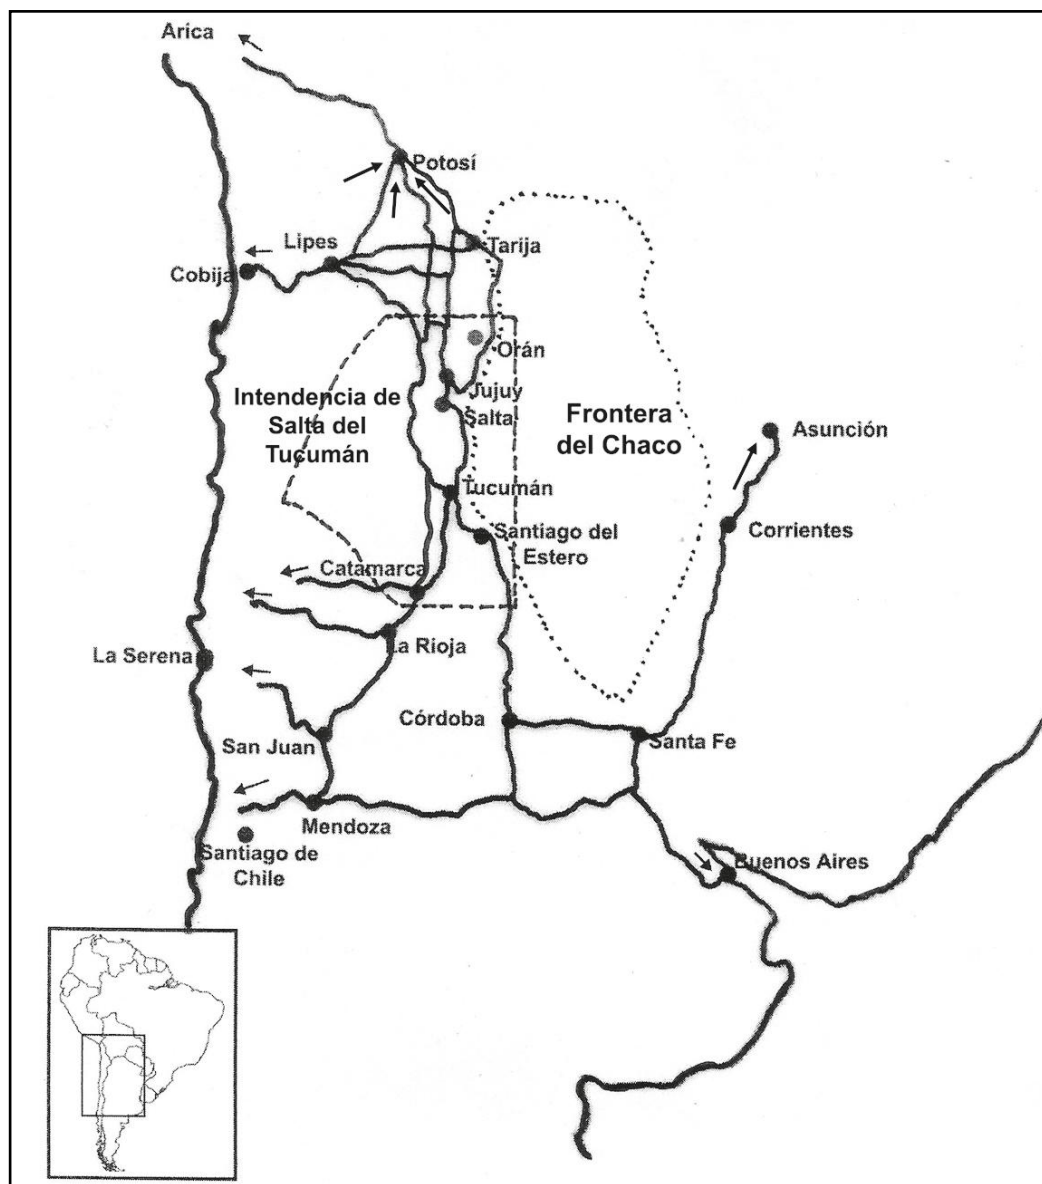 Arica
Potosí
Lipes
Tarija
Cobija
Orán
Intendencia de
Salta del
Tucumán
Jujuy
Salta
Frontera
del Chaco
Asunción
Tucumán
Corrientes
Santiago del
Estero
Catamarca
La Rioja
La Serena
Córdoba
San Juan
Santa Fe
Mendoza
Santiago de
Chile
Buenos Aires